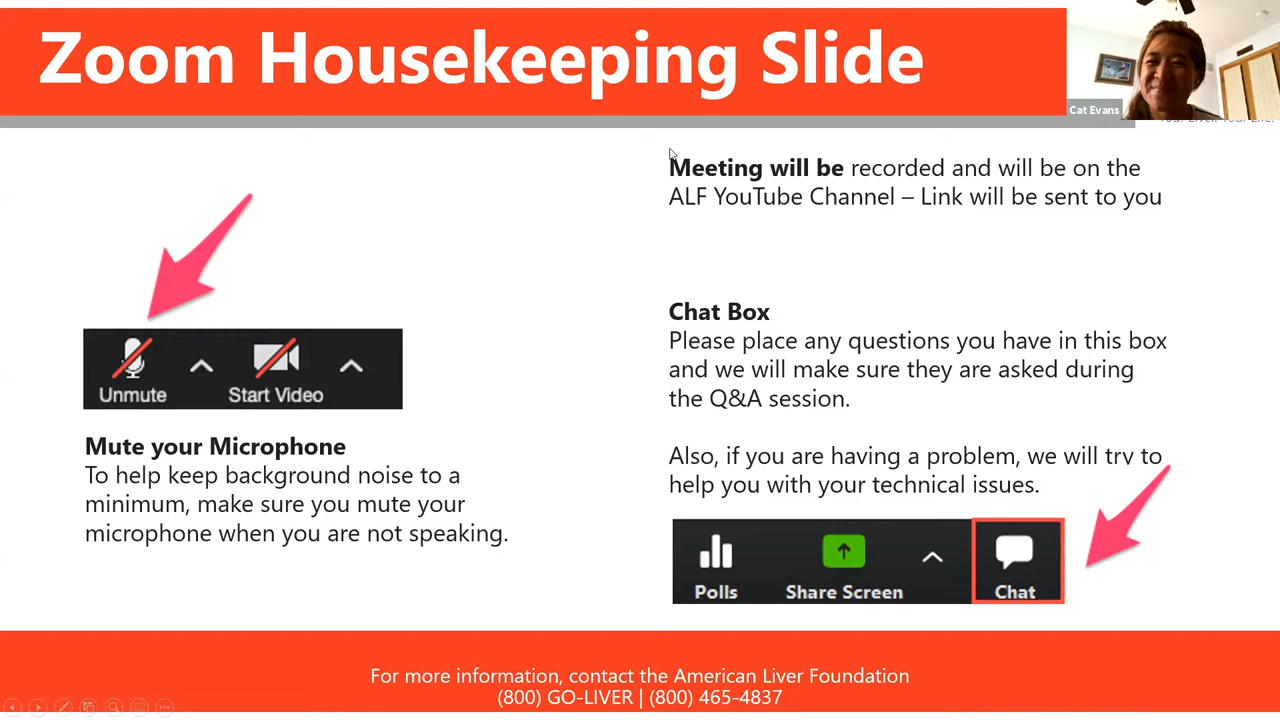 Zoom Housekeeping Slide
Cat Evans
Your Liver. Your Life.
Meeting will be recorded and will be on the
ALF YouTube Channel – Link will be sent to you
Unmute
Start Video
Mute your Microphone
To help keep background noise to a
minimum, make sure you mute your
microphone when you are not speaking.
Chat Box
Please place any questions you have in this box
and we will make sure they are asked during
the Q&A session.
Also, if you are having a problem, we will try to
help you with your technical issues.
Polls
Share Screen
Chat
For more information, contact the American Liver Foundation
(800) GO-LIVER | (800) 465-4837